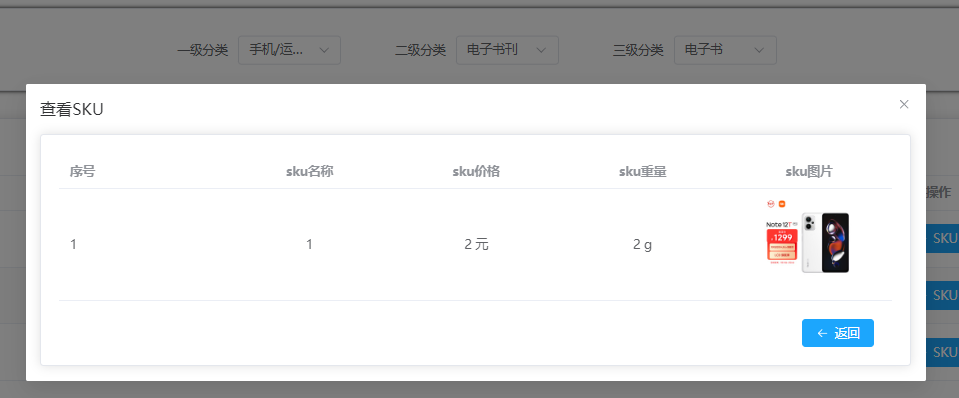 一级分类 手机/运... 二级分类 电子书刊 三级分类 电子书
查看SKU
序号 sku名称 sku价格 sku重量 sku图片
操作
Note 12T
1299
1 1 2 元 2 g
SKU
SKU
返回
SKU